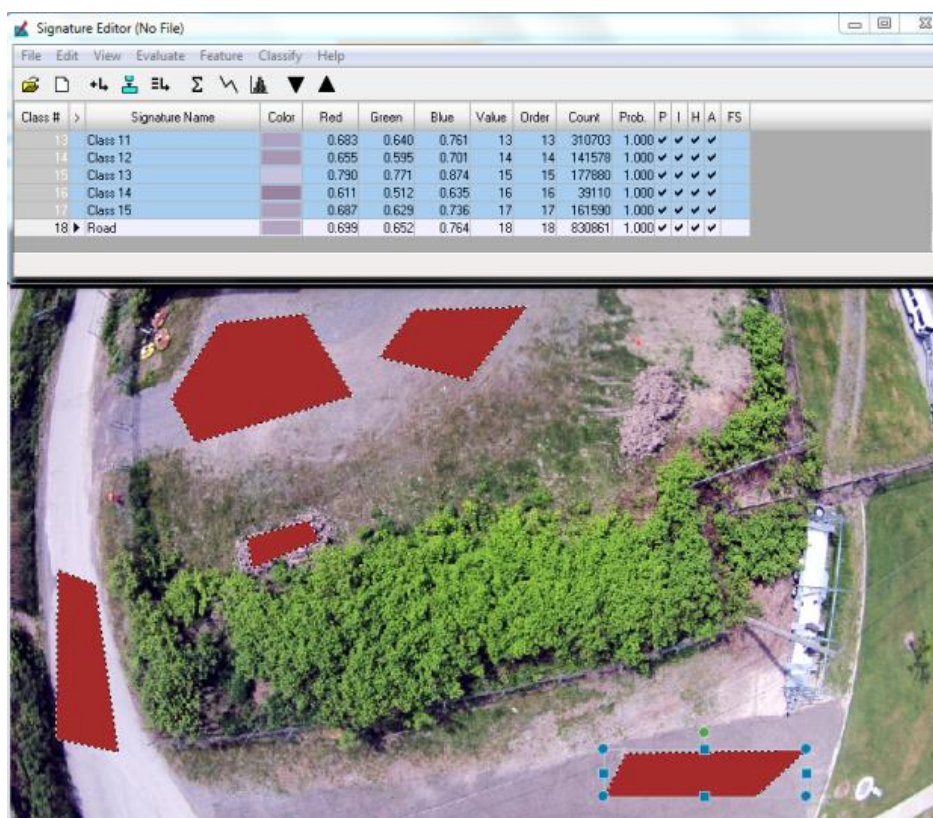 Signature Editor (No File)
File Edit View Evaluate Feature Classify Help
Class # > Signature Name Color Red Green Blue Value Order Count Prob. P I H A FS
13 Class 11 0.683 0.640 0.761 13 13 310703 1.000 ✔ ✔ ✔ ✔
14 Class 12 0.655 0.595 0.701 14 14 141578 1.000 ✔ ✔ ✔ ✔
15 Class 13 0.790 0.771 0.874 15 15 177880 1.000 ✔ ✔ ✔ ✔
16 Class 14 0.611 0.512 0.635 16 16 39110 1.000 ✔ ✔ ✔ ✔
17 Class 15 0.687 0.629 0.736 17 17 161590 1.000 ✔ ✔ ✔ ✔
18 Road 0.699 0.652 0.764 18 18 830861 1.000 ✔ ✔ ✔ ✔